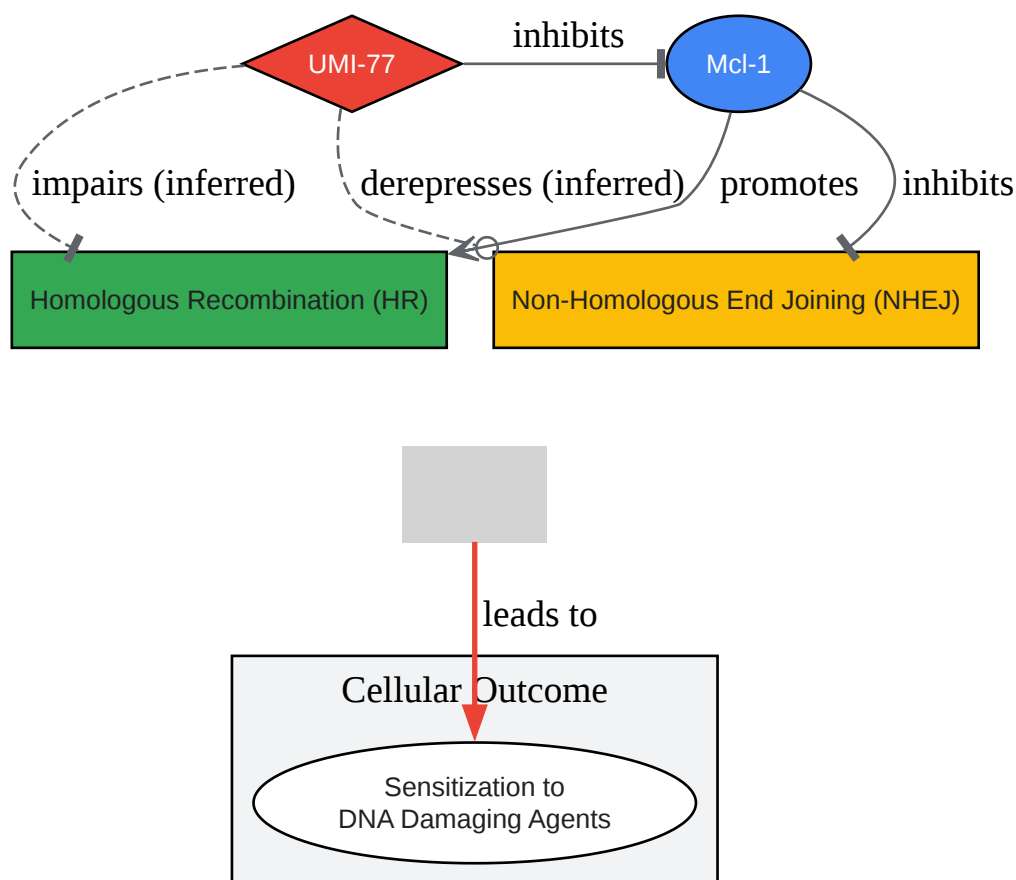 inhibits
UMI-77
Mcl-1
impairs (inferred)
derepresses (inferred)
promotes
inhibits
Homologous Recombination (HR)
Non-Homologous End Joining (NHEJ)
leads to
Cellular Outcome
Sensitization to
DNA Damaging Agents